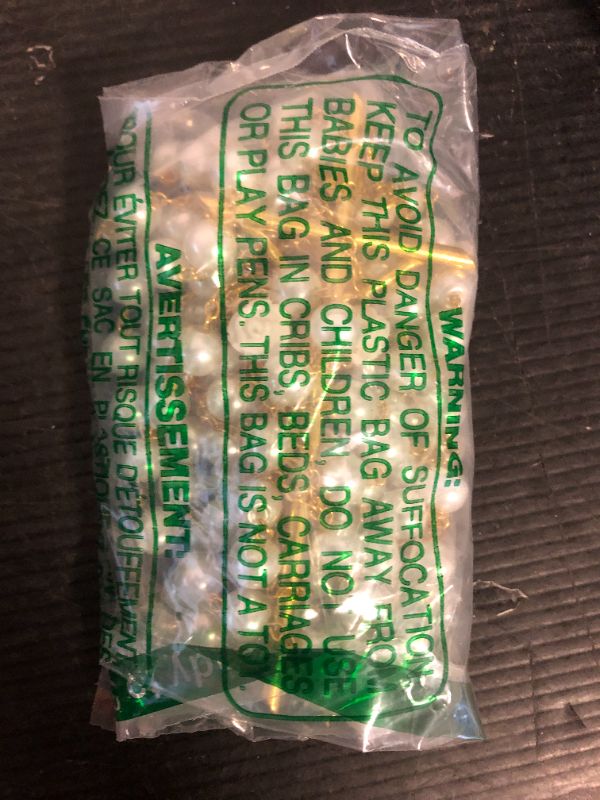 WARNING:
TO AVOID DANGER OF SUFFOCATION,
KEEP THIS PLASTIC BAG AWAY FROM
BABIES AND CHILDREN, DO NOT USE
THIS BAG IN CRIBS, BEDS, CARRIAGES
OR PLAY PENS. THIS BAG IS NOT A TOY.
AVERTISSEMENT:
POUR ÉVITER TOUT RISQUE D'ÉTOUFFEMENT
CE SAC EN PLASTIQUE